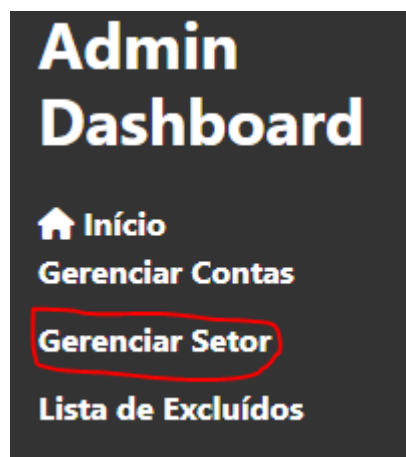 Admin
Dashboard
Início
Gerenciar Contas
Gerenciar Setor
Lista de Excluídos